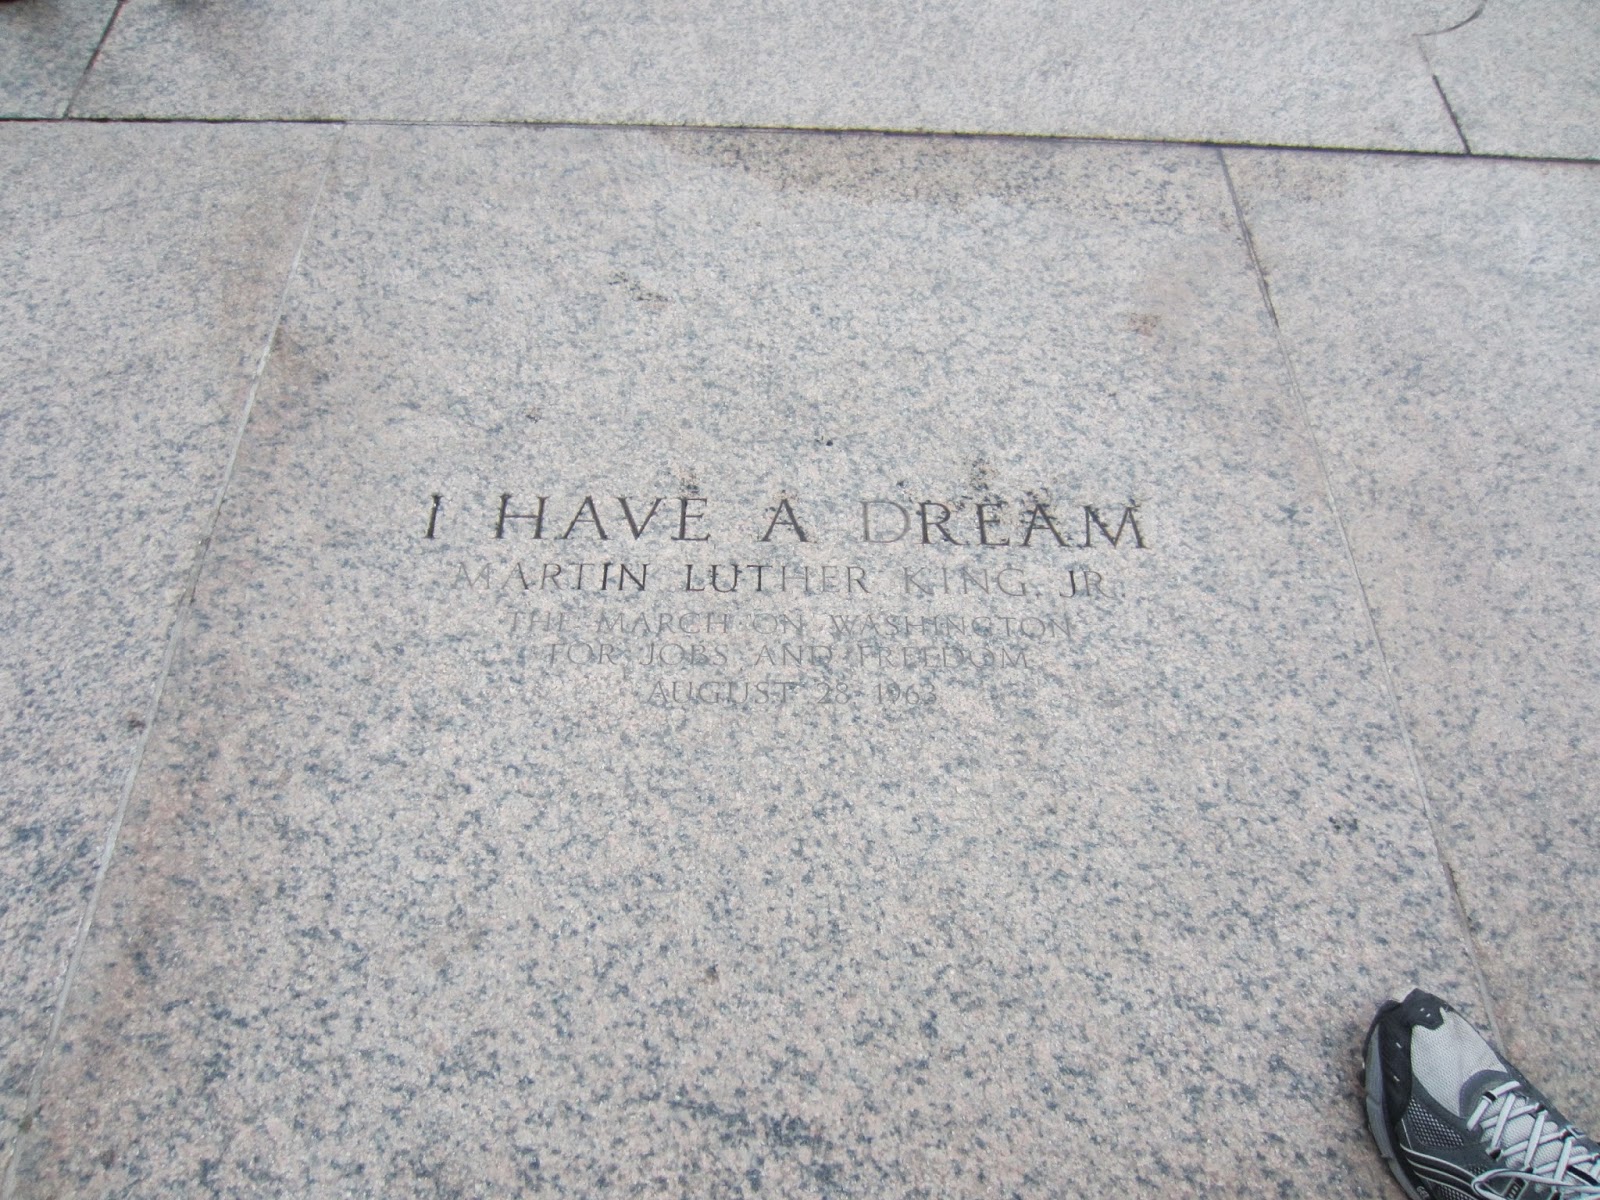 I HAVE A DREAM
MARTIN LUTHER KING, JR.
THE MARCH ON WASHINGTON
FOR JOBS AND FREEDOM
AUGUST 28, 1963